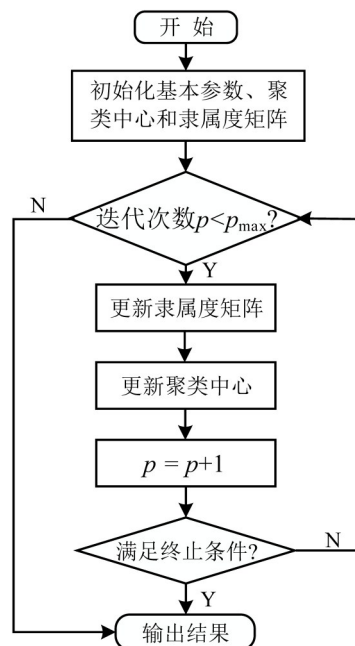 开 始
初始化基本参数、聚
类中心和隶属度矩阵
N
迭代次数p<pmax?
Y
更新隶属度矩阵
更新聚类中心
p = p+1
满足终止条件?
N
Y
输出结果